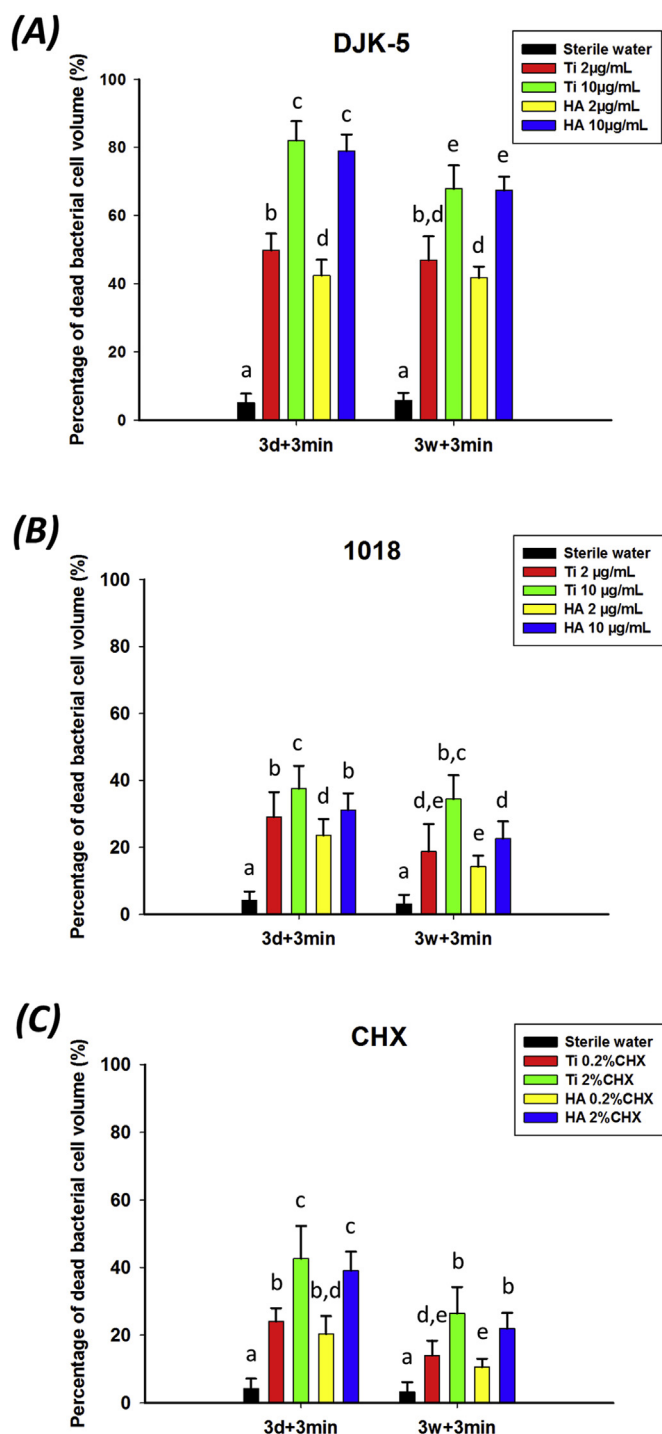 (A)
DJK-5
Sterile water
Ti 2µg/mL
Ti 10µg/mL
HA 2µg/mL
HA 10µg/mL
Percentage of dead bacterial cell volume (%)
100
80
60
40
20
0
a
b
c
d
c
a
b,d
e
d
e
3d+3min
3w+3min
(B)
1018
Sterile water
Ti 2 µg/mL
Ti 10 µg/mL
HA 2 µg/mL
HA 10 µg/mL
Percentage of dead bacterial cell volume (%)
100
80
60
40
20
0
a
b
c
d
b
a
d,e
b,c
e
d
3d+3min
3w+3min
(C)
CHX
Sterile water
Ti 0.2%CHX
Ti 2%CHX
HA 0.2%CHX
HA 2%CHX
Percentage of dead bacterial cell volume (%)
100
80
60
40
20
0
a
b
c
b,d
c
a
d,e
b
e
b
3d+3min
3w+3min